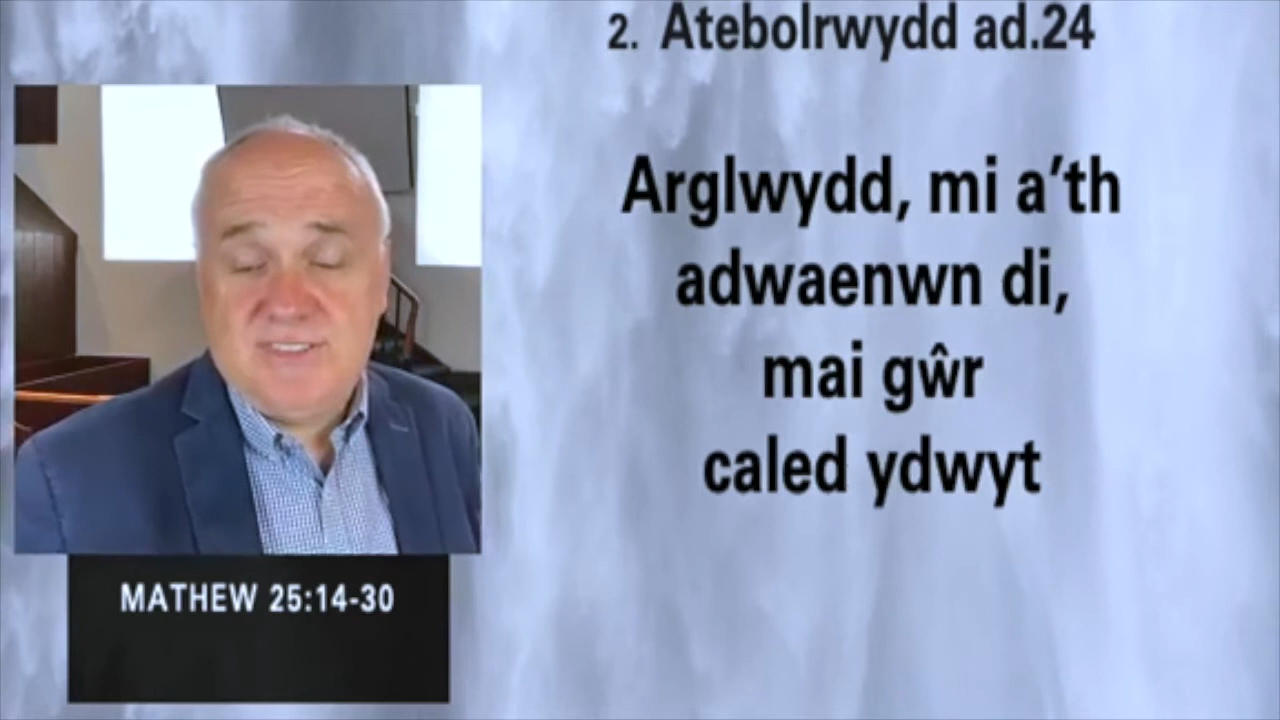 2. Atebolrwydd ad.24
Arglwydd, mi a’th
adwaenwn di,
mai gŵr
caled ydwyt
MATHEW 25:14-30